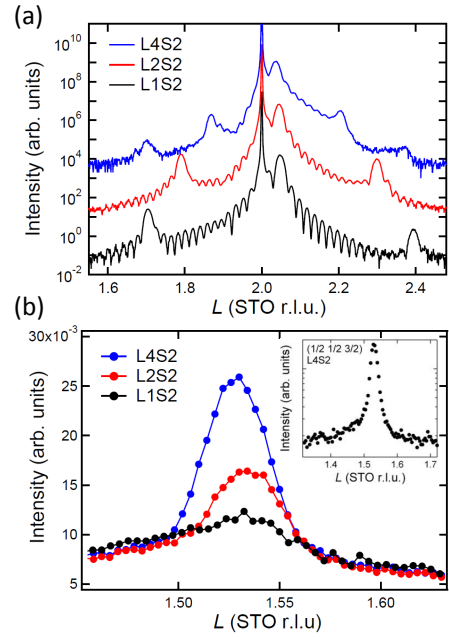 (a)
10^10
10^8
10^6
10^4
10^2
10^0
10^-2
Intensity (arb. units)
L4S2
L2S2
L1S2
1.6 1.8 2.0 2.2 2.4
L (STO r.l.u.)
(b)
30x10^-3
25
20
15
10
5
Intensity (arb. units)
L4S2
L2S2
L1S2
(1/2 1/2 3/2)
L4S2
Intensity (arb. units)
1.4 1.5 1.6 1.7
L (STO r.l.u.)
1.50 1.55 1.60
L (STO r.l.u)